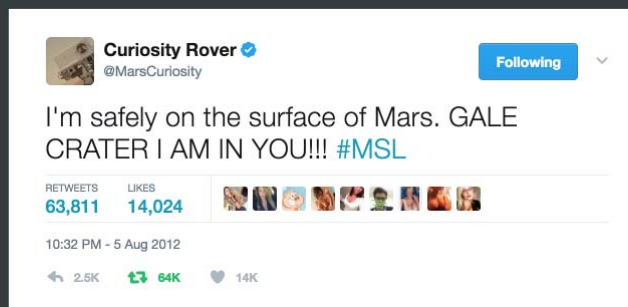 Curiosity Rover
@MarsCuriosity
Following
I'm safely on the surface of Mars. GALE
CRATER I AM IN YOU!!! #MSL
RETWEETS LIKES
63,811 14,024
10:32 PM - 5 Aug 2012
2.5K 64K 14K